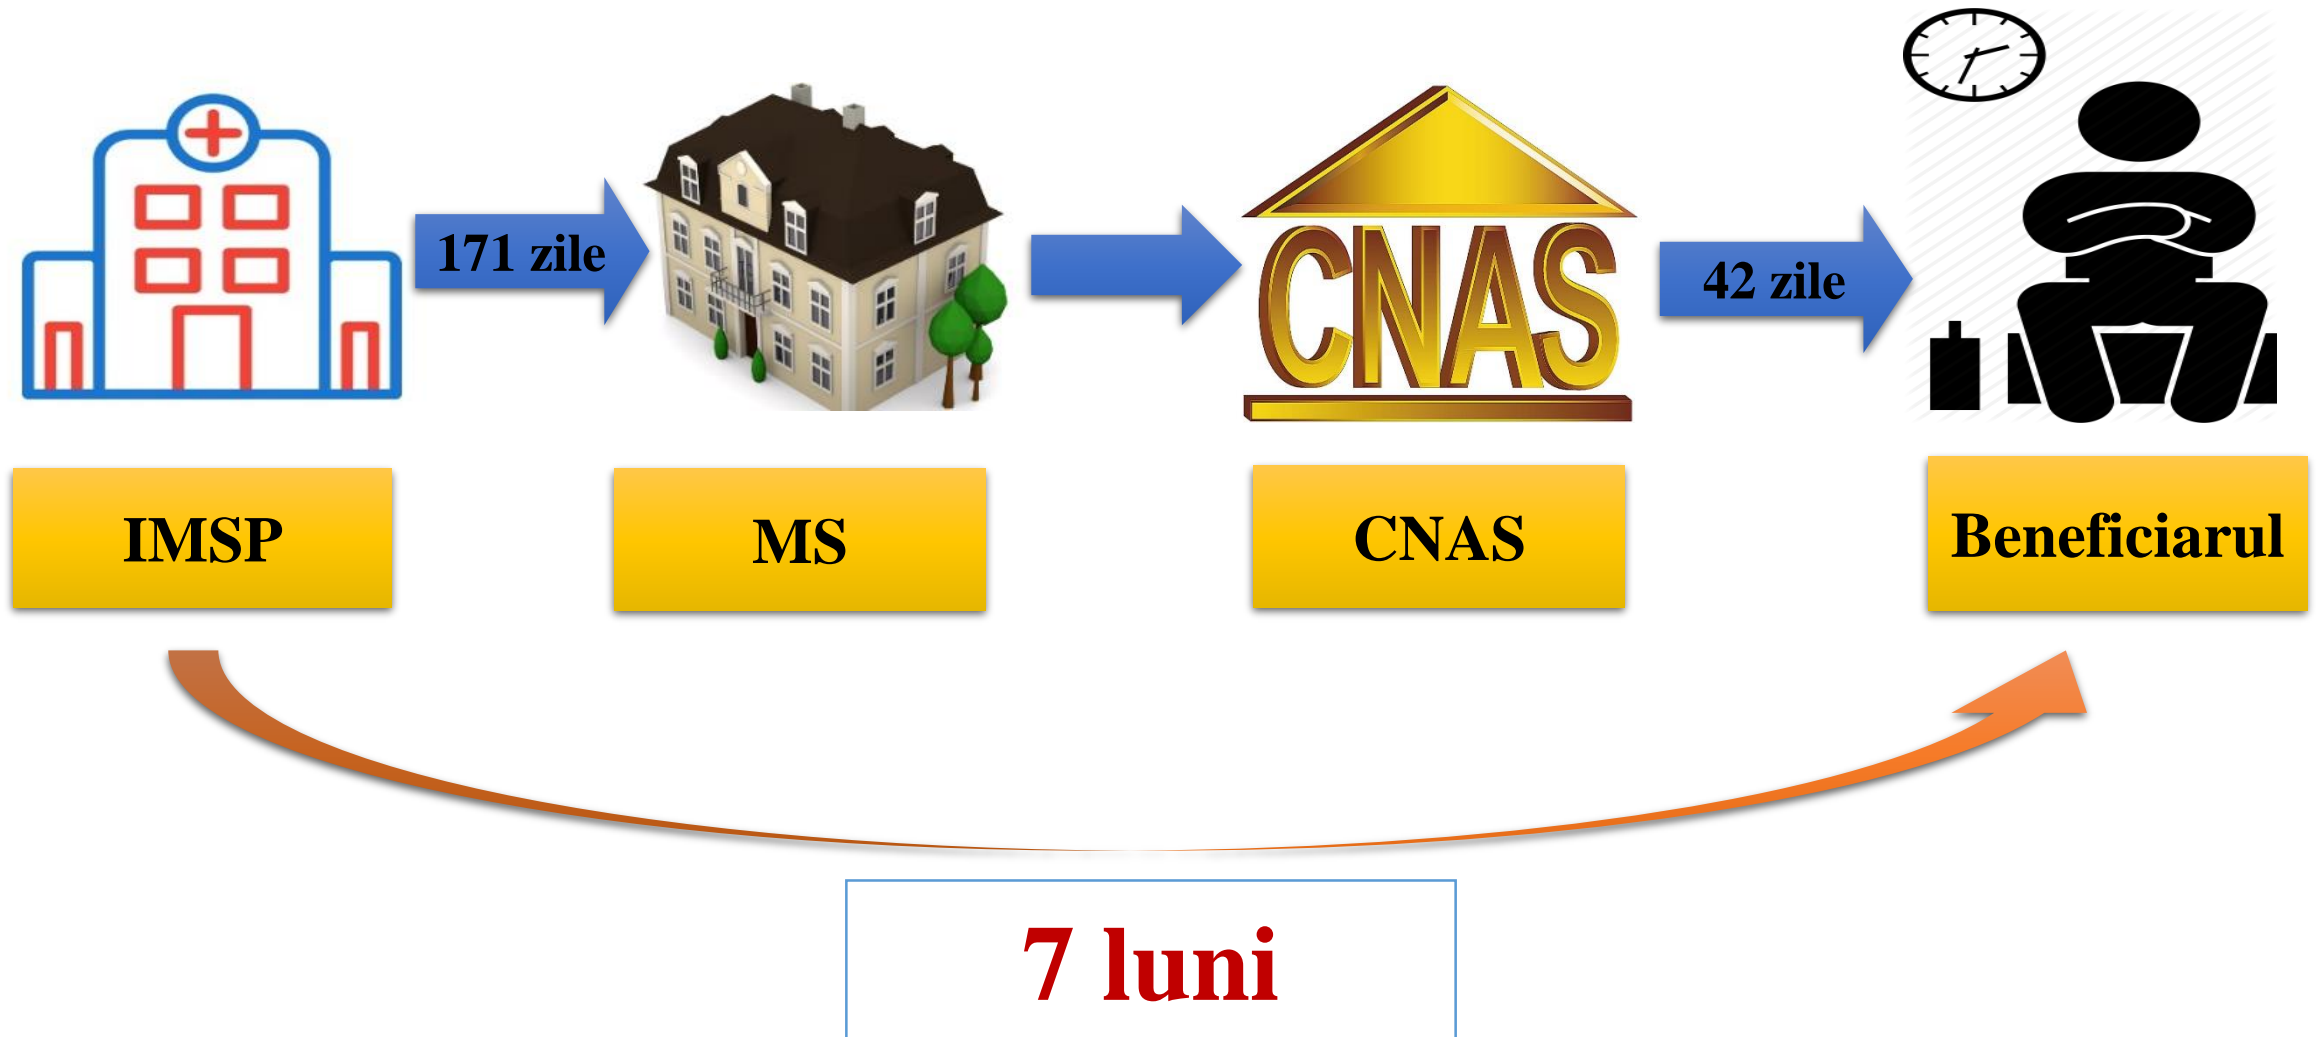 171 zile
CNAS
42 zile
IMSP
MS
CNAS
Beneficiarul
7 luni